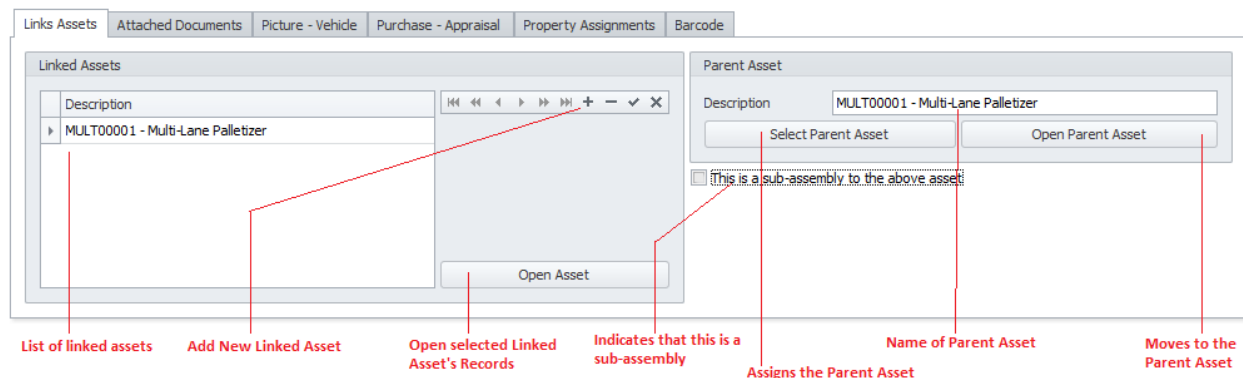 Links Assets Attached Documents Picture - Vehicle Purchase - Appraisal Property Assignments Barcode
Linked Assets
Description
MULT00001 - Multi-Lane Palletizer
Open Asset
Parent Asset
Description MULT00001 - Multi-Lane Palletizer
Select Parent Asset Open Parent Asset
This is a sub-assembly to the above asset
List of linked assets
Add New Linked Asset
Open selected Linked
Asset's Records
Indicates that this is a
sub-assembly
Assigns the Parent Asset
Name of Parent Asset
Moves to the
Parent Asset